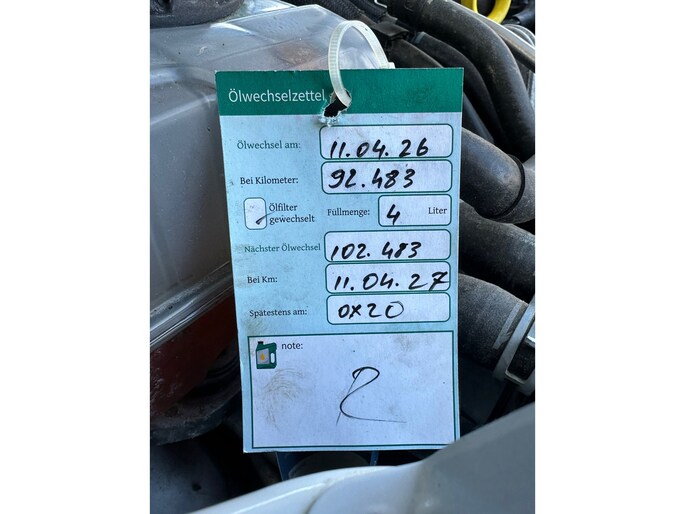 Ölwechselzettel
Ölwechsel am: 11.04.26
Bei Kilometer: 92.483
Ölfilter
gewechselt
Füllmenge: 4 Liter
Nächster Ölwechsel 102.483
Bei Km: 11.04.27
Spätestens am: 0X20
note: